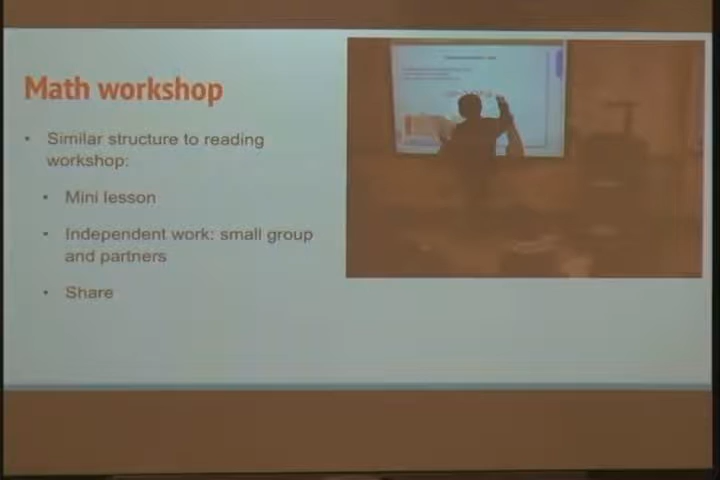 Math workshop
• Similar structure to reading
workshop:
• Mini lesson
• Independent work: small group
and partners
• Share